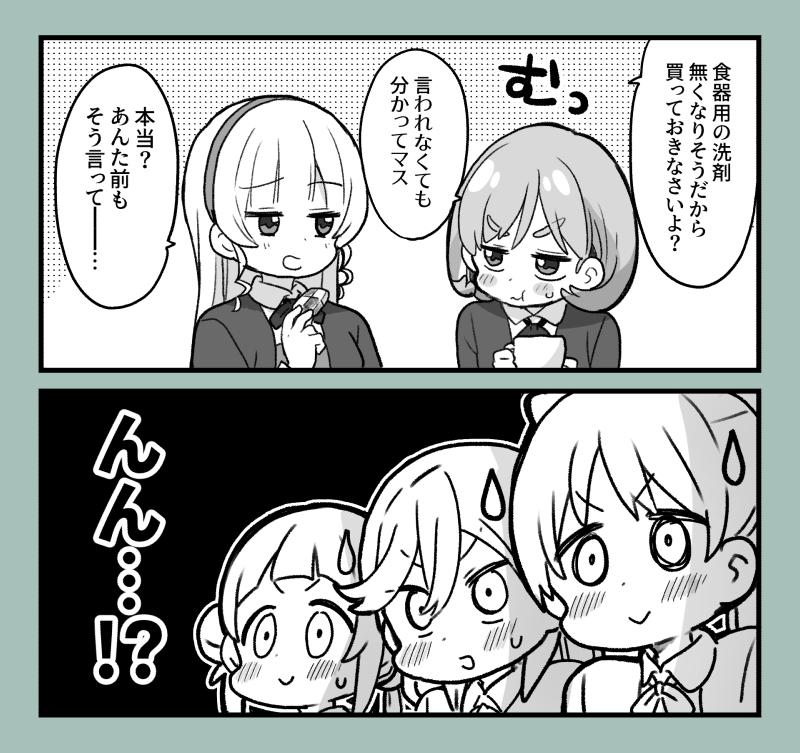 食器用の洗剤
無くなりそうだから
買っておきなさいよ?
むっ
言われなくても
分かってマス
本当?
あんた前も
そう言って――…
んん…!?